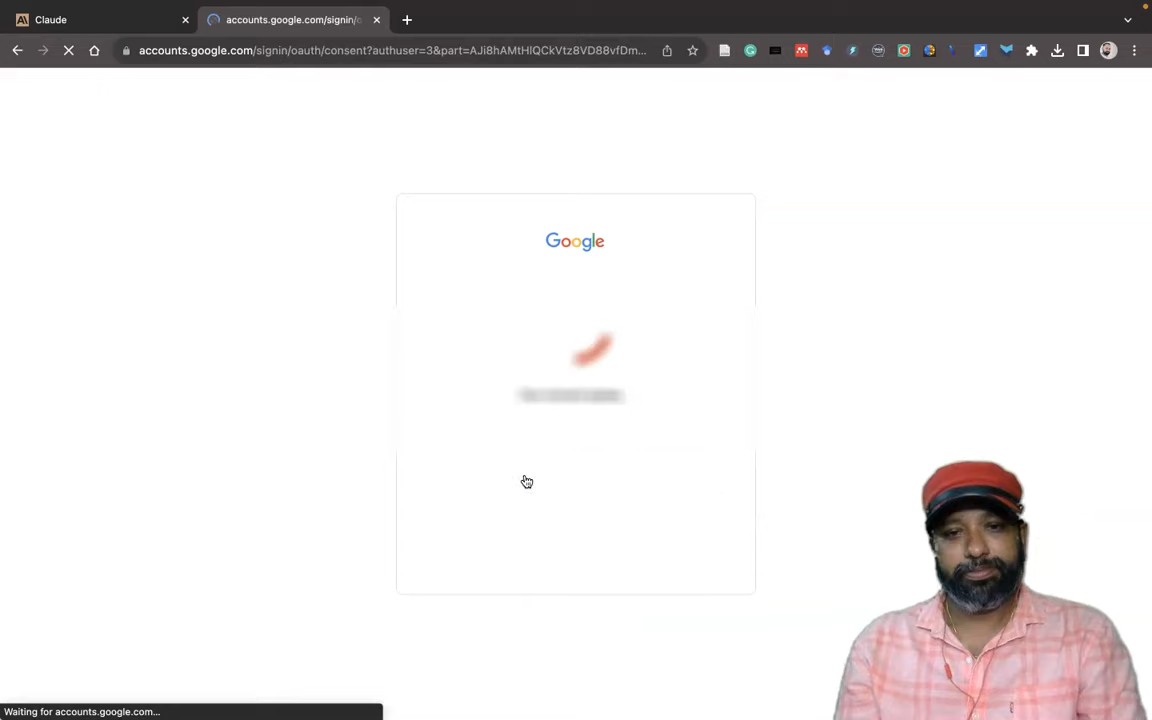 Claude
accounts.google.com/signin/o
accounts.google.com/signin/oauth/consent?authuser=3&part=AJi8hAMtHlQCkVtz8VD88vfDm...
Google
Waiting for accounts.google.com...